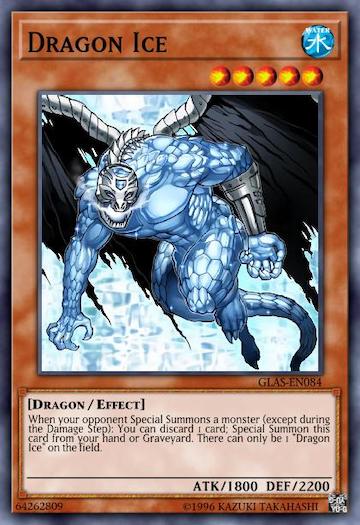 Dragon Ice
WATER
水
GLAS-EN084
[Dragon / Effect]
When your opponent Special Summons a monster (except during
the Damage Step): You can discard 1 card; Special Summon this
card from your hand or Graveyard. There can only be 1 "Dragon
Ice" on the field.
ATK/1800 DEF/2200
64262809
©1996 KAZUKI TAKAHASHI